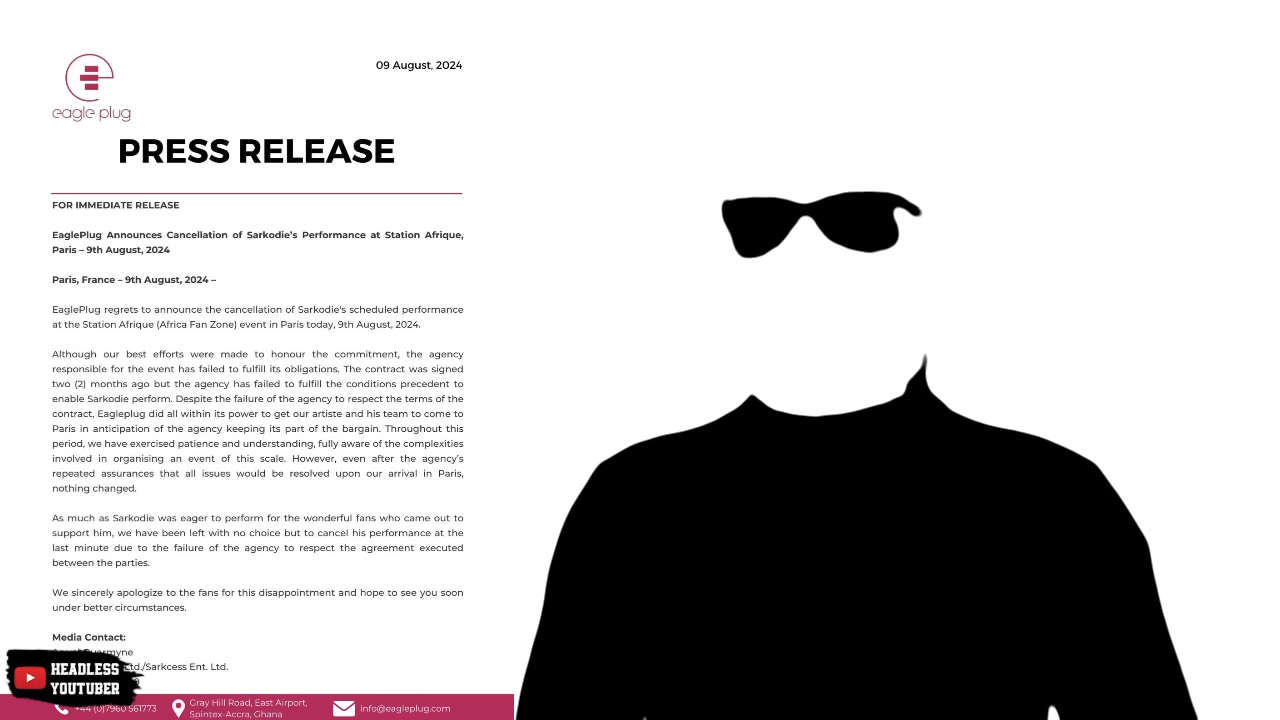 09 August, 2024
eagle plug
PRESS RELEASE
FOR IMMEDIATE RELEASE
EaglePlug Announces Cancellation of Sarkodie's Performance at Station Afrique,
Paris – 9th August, 2024
Paris, France – 9th August, 2024 –
EaglePlug regrets to announce the cancellation of Sarkodie's scheduled performance
at the Station Afrique (Africa Fan Zone) event in Paris today, 9th August, 2024.
Although our best efforts were made to honour the commitment, the agency
responsible for the event has failed to fulfill its obligations. The contract was signed
two (2) months ago but the agency has failed to fulfill the conditions precedent to
enable Sarkodie perform. Despite the failure of the agency to respect the terms of the
contract, Eagleplug did all within its power to get our artiste and his team to come to
Paris in anticipation of the agency keeping its part of the bargain. Throughout this
period, we have exercised patience and understanding, fully aware of the complexities
involved in organising an event of this scale. However, even after the agency's
repeated assurances that all issues would be resolved upon our arrival in Paris,
nothing changed.
As much as Sarkodie was eager to perform for the wonderful fans who came out to
support him, we have been left with no choice but to cancel his performance at the
last minute due to the failure of the agency to respect the agreement executed
between the parties.
We sincerely apologize to the fans for this disappointment and hope to see you soon
under better circumstances.
Media Contact:
Ltd./Sarkcess Ent. Ltd.
HEADLESS
YOUTUBER
+44 (0)7960 561773
Gray Hill Road, East Airport,
Spintex-Accra, Ghana
info@eagleplug.com